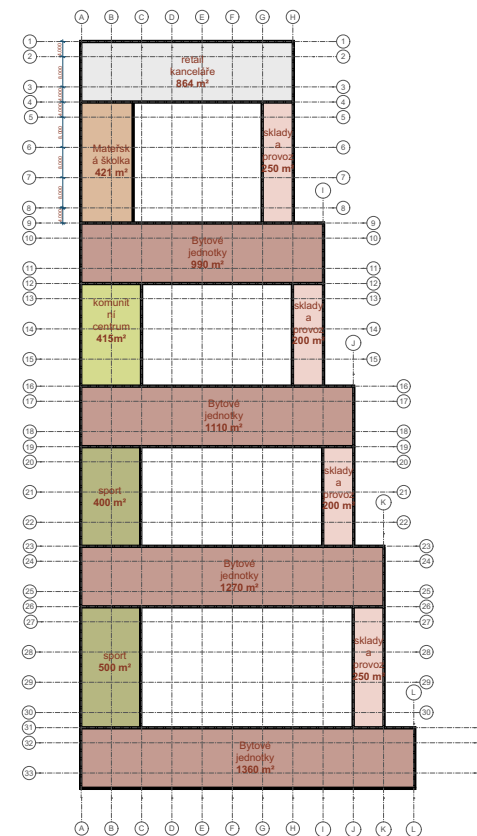 A B C D E F G H
1 1
2 2
3 3
4 4
5 5
6 6
7 7
8 8
9 9
10 10
11 11
12 12
13 13
14 14
15 15
16 16
17 17
18 18
19 19
20 20
21 21
22 22
23 23
24 24
25 25
26 26
27 27
28 28
29 29
30 30
31
32
33
I
J
K
L
retail
kanceláře
864 m²
Mateřsk
á školka
421 m²
sklady
a
provoz
250 m
Bytové
jednotky
990 m²
komunit
ní
centrum
415m²
sklady
a
provoz
200 m
Bytové
jednotky
1110 m²
sport
400 m²
sklady
a
provoz
200 m
Bytové
jednotky
1270 m²
sport
500 m²
sklady
a
provoz
250 m
Bytové
jednotky
1360 m²
A B C D E F G H I J K L